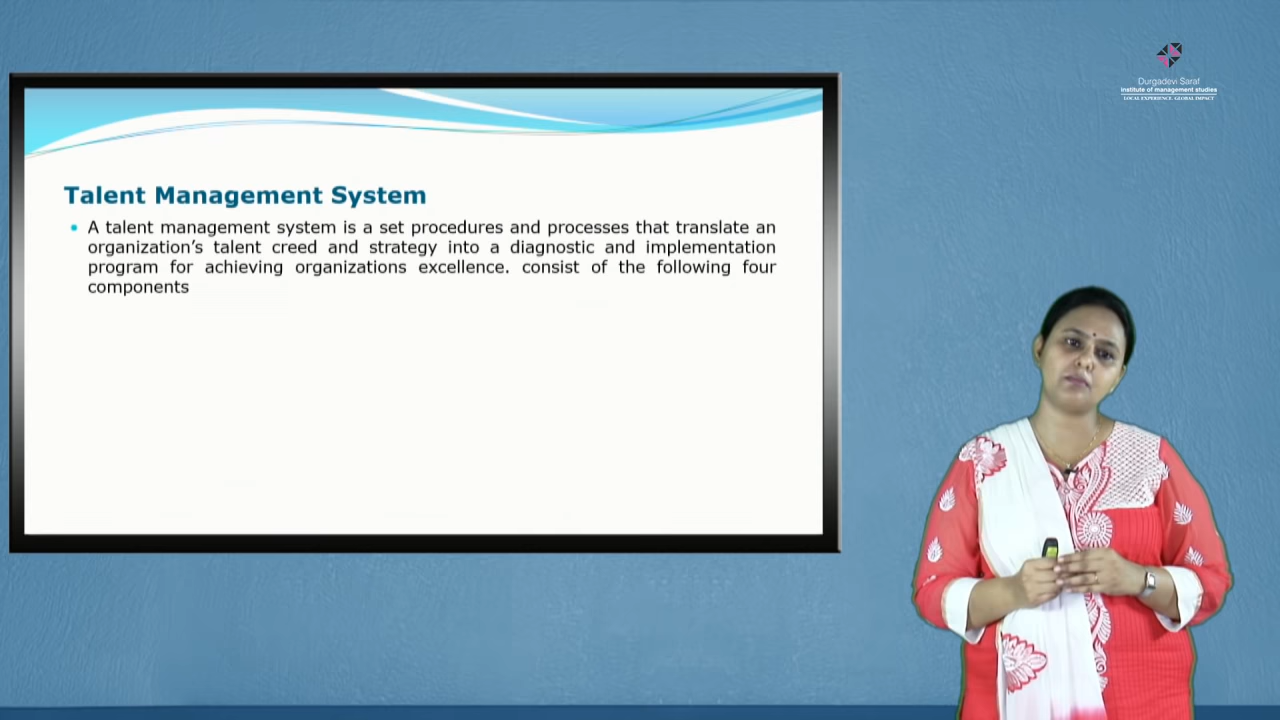 Durgadevi Saraf
institute of management studies
LOCAL EXPERIENCE. GLOBAL IMPACT
Talent Management System
• A talent management system is a set procedures and processes that translate an
organization’s talent creed and strategy into a diagnostic and implementation
program for achieving organizations excellence. consist of the following four
components